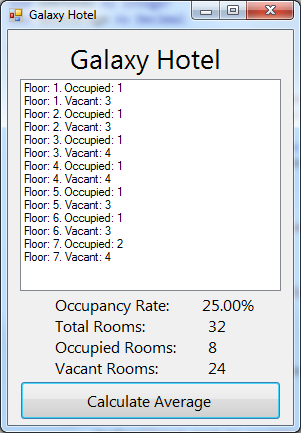 Galaxy Hotel
Galaxy Hotel
Floor: 1. Occupied: 1
Floor: 1. Vacant: 3
Floor: 2. Occupied: 1
Floor: 2. Vacant: 3
Floor: 3. Occupied: 1
Floor: 3. Vacant: 4
Floor: 4. Occupied: 1
Floor: 4. Vacant: 4
Floor: 5. Occupied: 1
Floor: 5. Vacant: 3
Floor: 6. Occupied: 1
Floor: 6. Vacant: 3
Floor: 7. Occupied: 2
Floor: 7. Vacant: 4
Occupancy Rate: 25.00%
Total Rooms: 32
Occupied Rooms: 8
Vacant Rooms: 24
Calculate Average